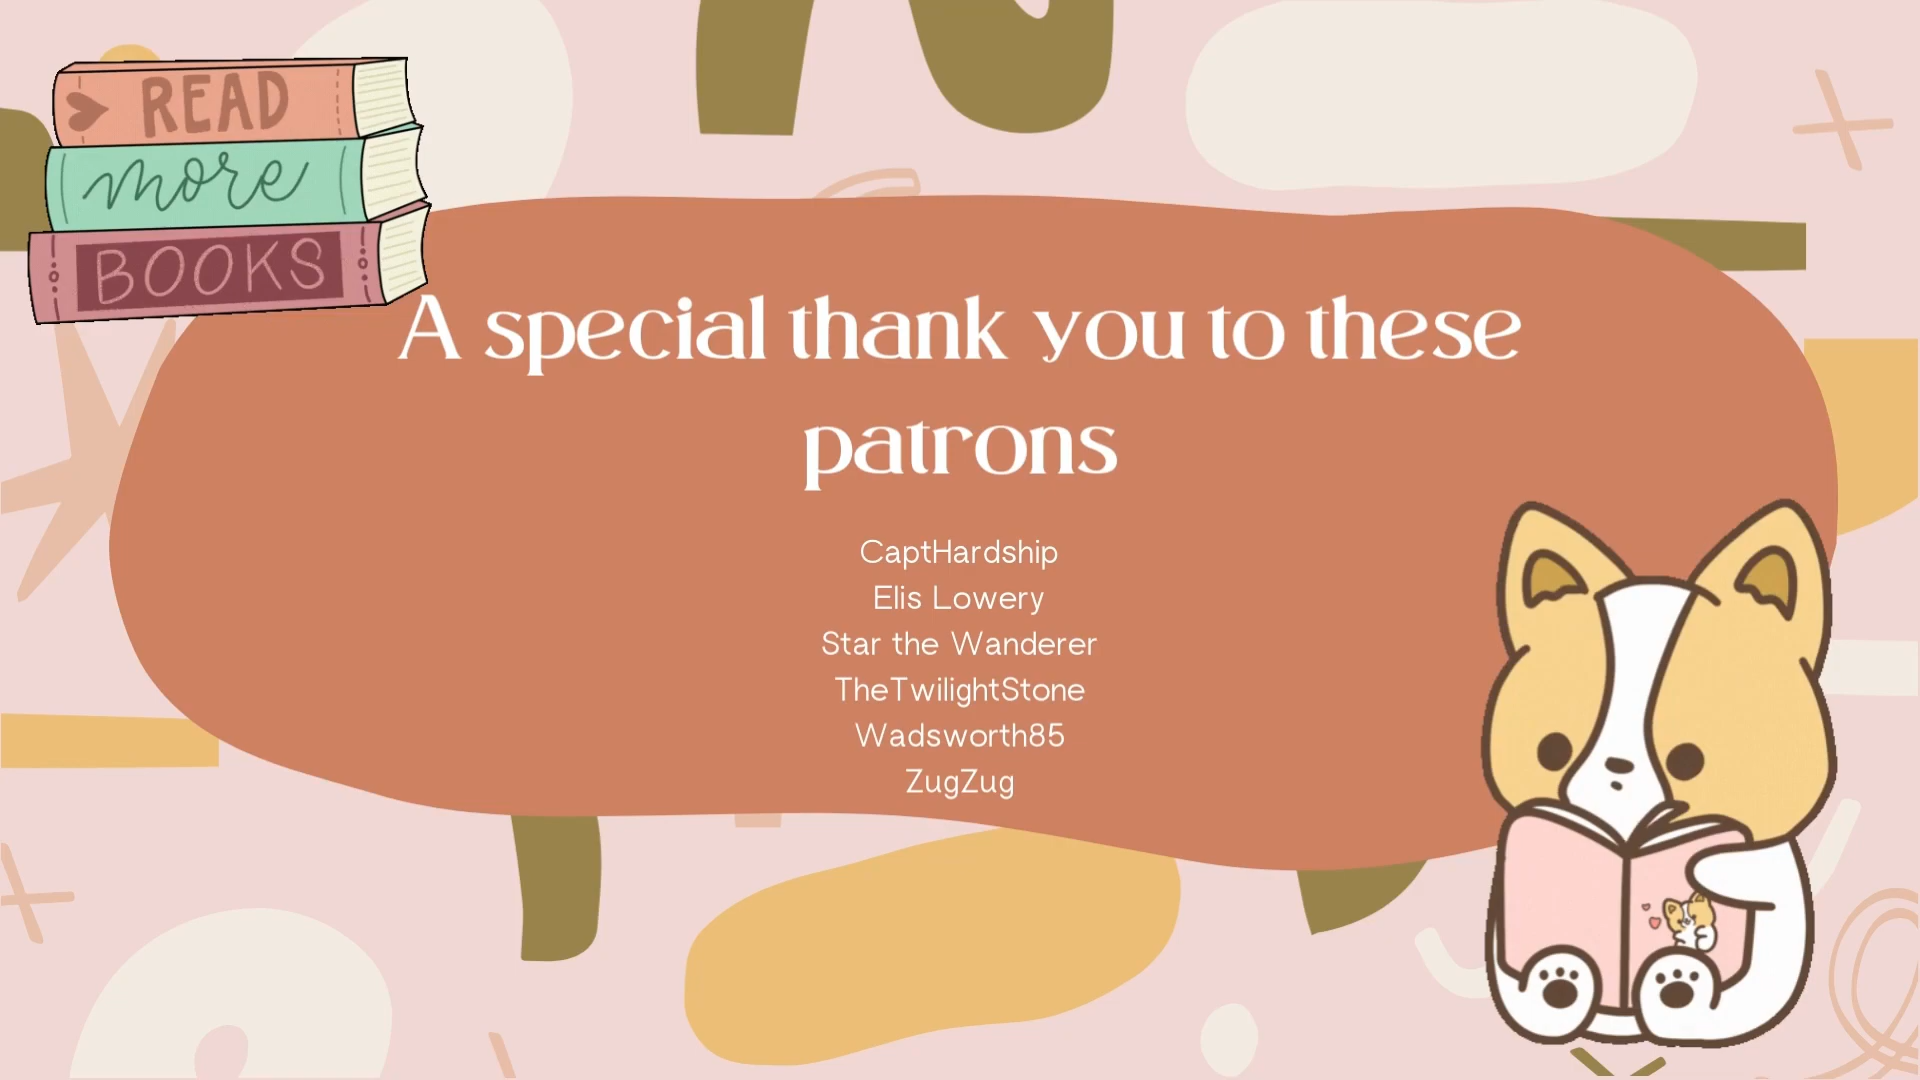 READ
more
BOOKS
A special thank you to these
patrons
CaptHardship
Elis Lowery
Star the Wanderer
TheTwilightStone
Wadsworth85
ZugZug